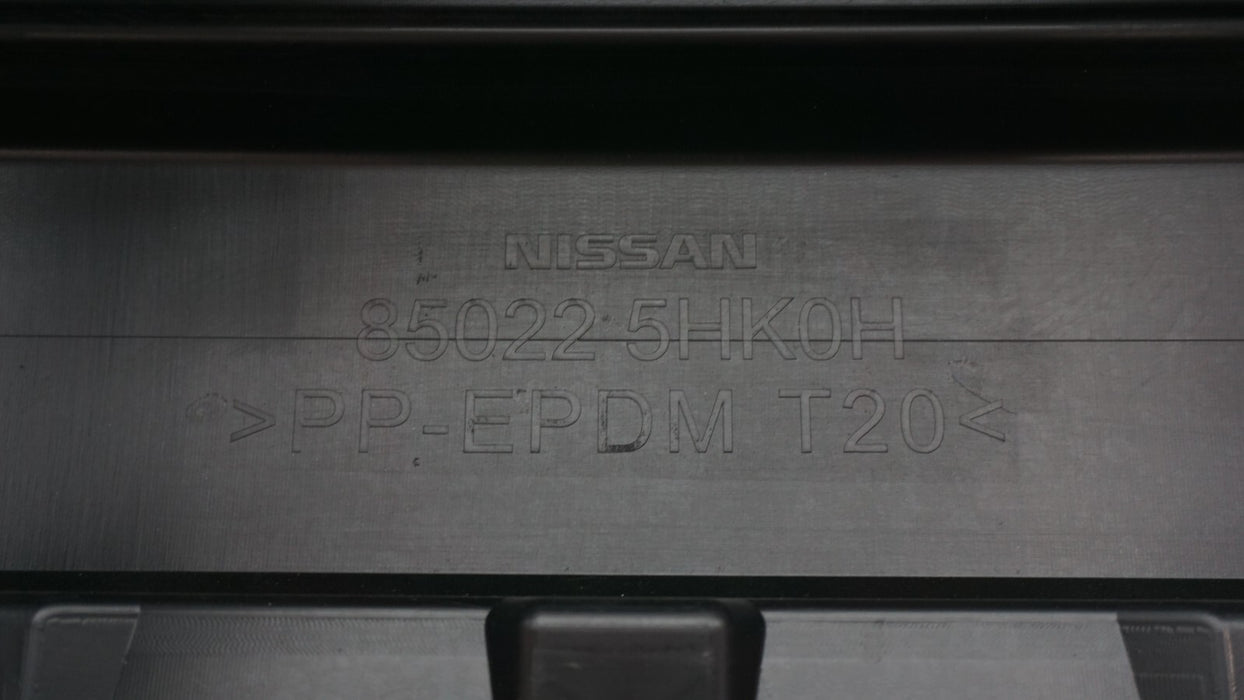 NISSAN
85022 5HK0H
>PP-EPDM T20<